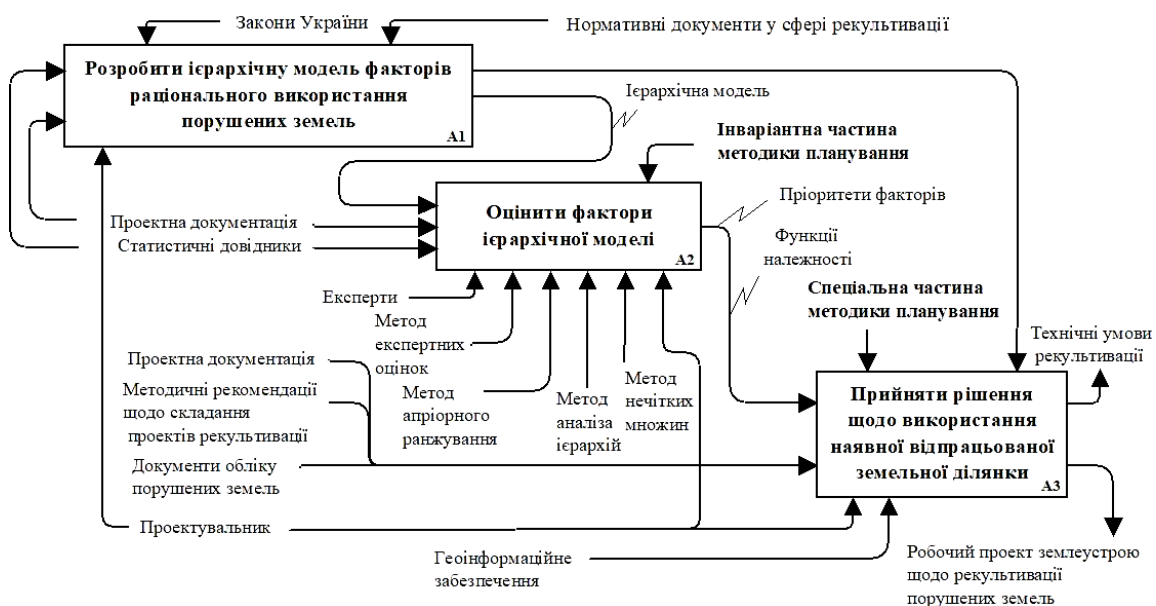 Закони України
Нормативні документи у сфері рекультивації
Розробити ієрархічну модель факторів
раціонального використання
порушених земель
А1
Ієрархічна модель
Інваріантна частина
методики планування
Проектна документація
Статистичні довідники
Оцінити фактори
ієрархічної моделі
А2
Пріоритети факторів
Функції
належності
Спеціальна частина
методики планування
Експерти
Метод
експертних
оцінок
Метод
апріорного
ранжування
Метод
аналіза
ієрархій
Метод
нечітких
множин
Технічні умови
рекультивації
Проектна документація
Методичні рекомендації
щодо складання
проектів рекультивації
Документи обліку
порушених земель
Прийняти рішення
щодо використання
наявної відпрацьованої
земельної ділянки
А3
Проектувальник
Геоінформаційне
забезпечення
Робочий проект землеустрою
щодо рекультивації
порушених земель